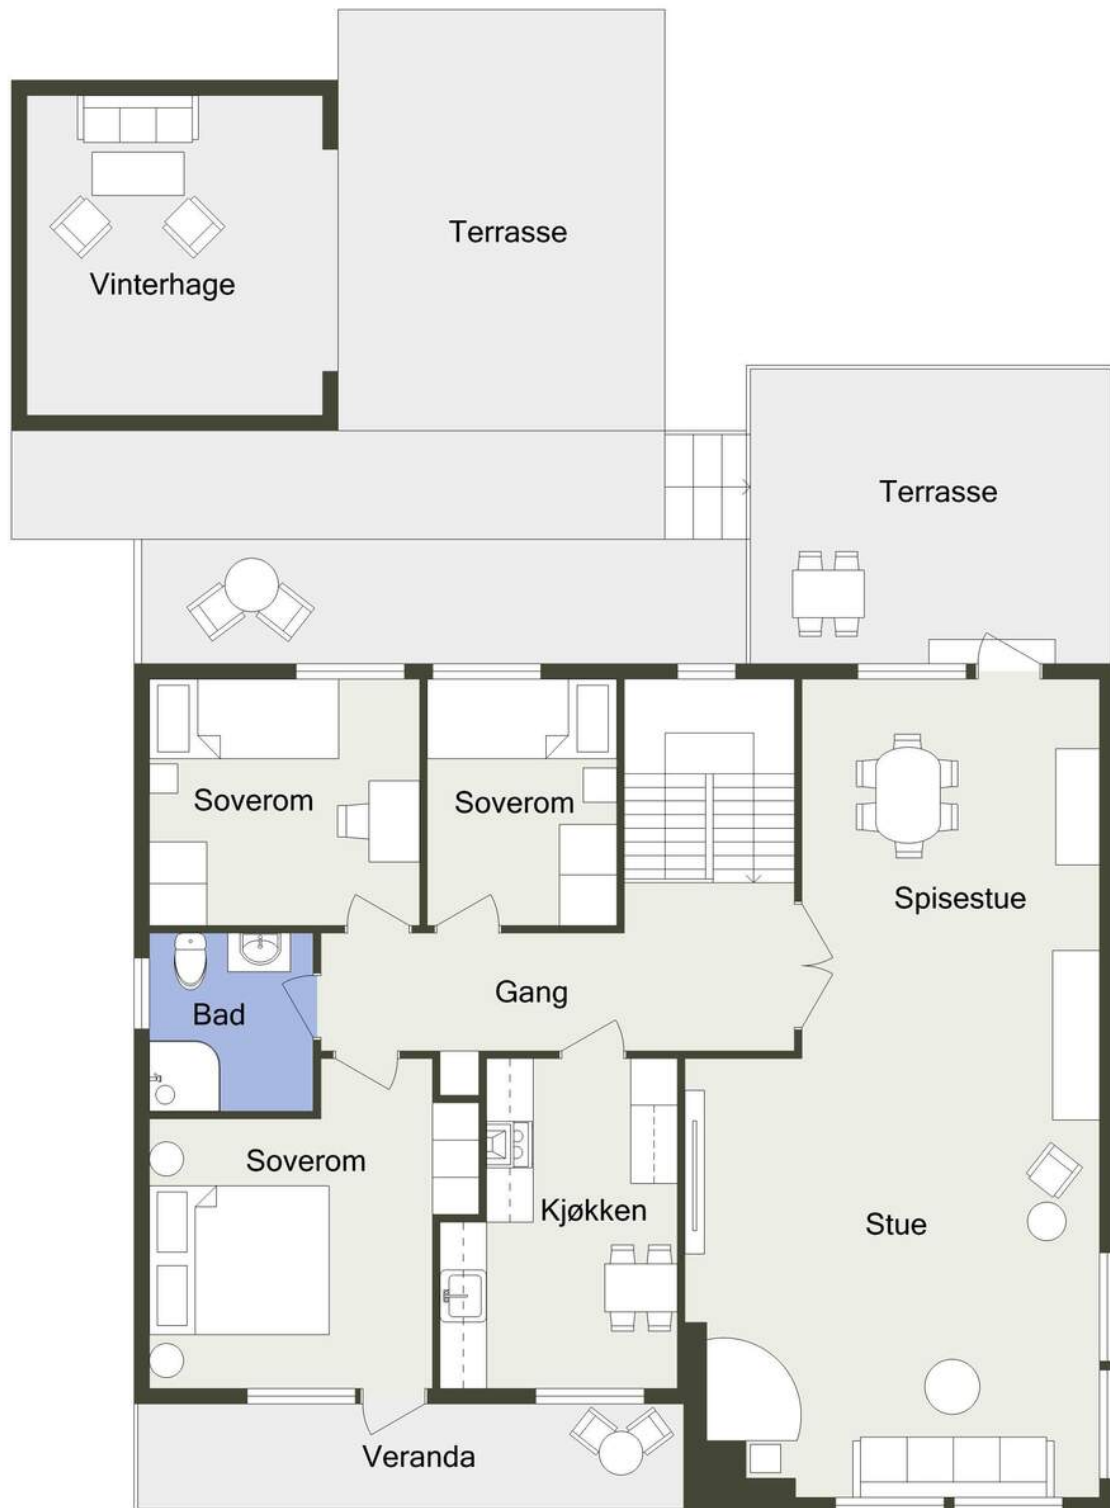 Terrasse
Vinterhage
Terrasse
Soverom
Soverom
Spisestue
Gang
Bad
Soverom
Kjøkken
Stue
Veranda